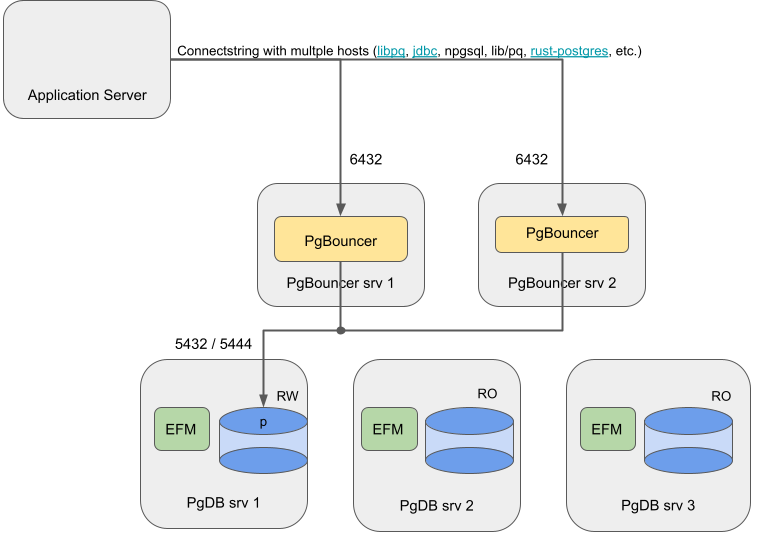 Connectstring with multple hosts (libpq, jdbc, npgsql, lib/pq, rust-postgres, etc.)
Application Server
6432
6432
PgBouncer
PgBouncer
PgBouncer srv 1
PgBouncer srv 2
5432 / 5444
RW
RO
RO
EFM
p
EFM
EFM
PgDB srv 1
PgDB srv 2
PgDB srv 3